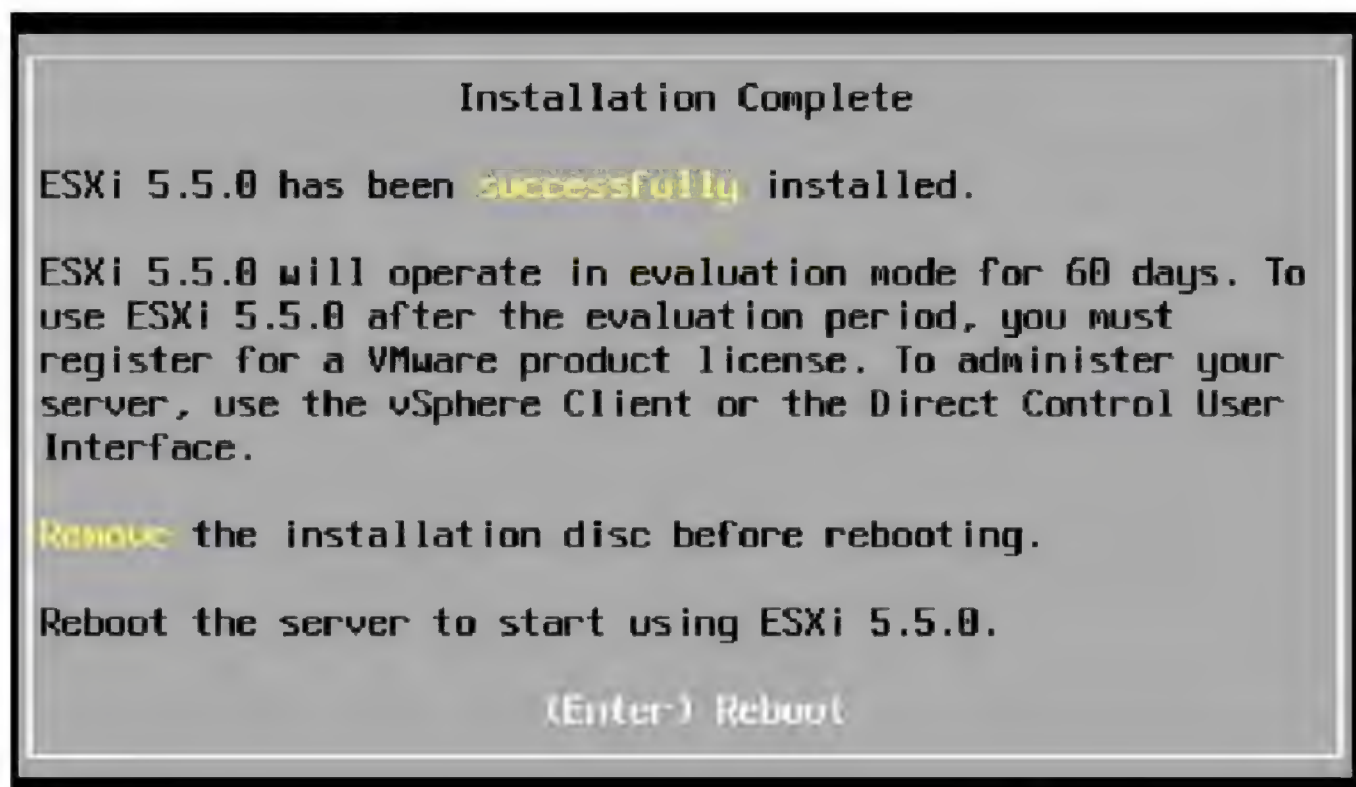 Installation Complete
ESXi 5.5.0 has been successfully installed.
ESXi 5.5.0 will operate in evaluation mode for 60 days. To
use ESXi 5.5.0 after the evaluation period, you must
register for a VMware product license. To administer your
server, use the vSphere Client or the Direct Control User
Interface.
Remove the installation disc before rebooting.
Reboot the server to start using ESXi 5.5.0.
(Enter) Reboot